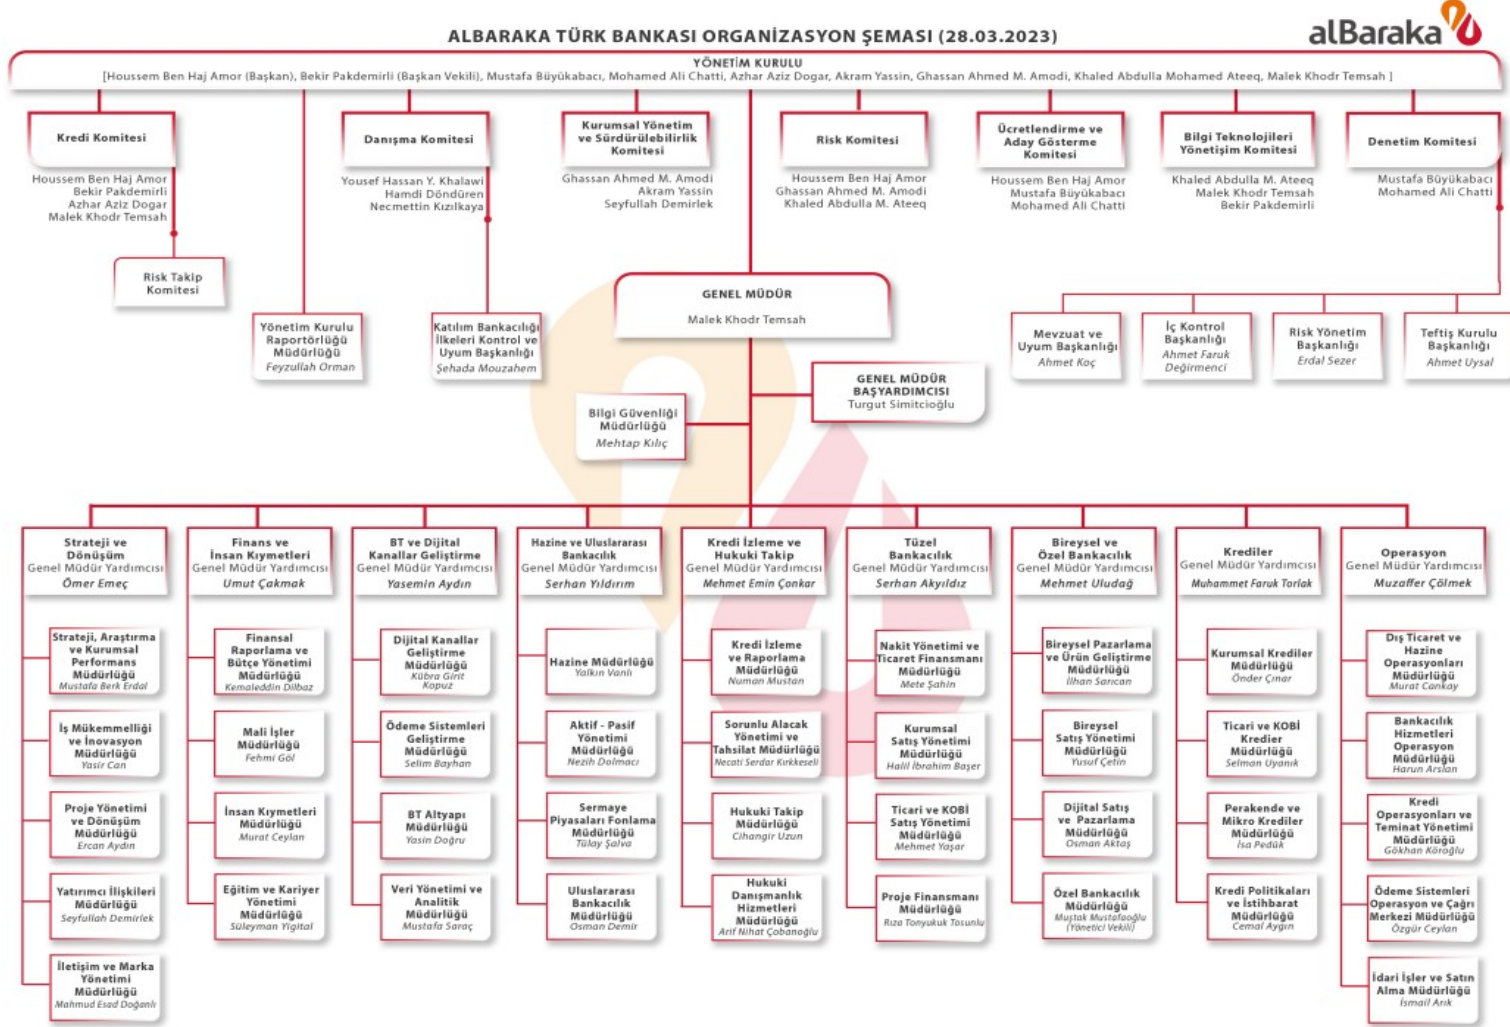 ALBARAKA TÜRK BANKASI ORGANİZASYON ŞEMASI (28.03.2023)
alBaraka
YÖNETİM KURULU
[Houssem Ben Haj Amor (Başkan), Bekir Pakdemirli (Başkan Vekili), Mustafa Büyükabacı, Mohamed Ali Chatti, Azhar Aziz Dogar, Akram Yassin, Ghassan Ahmed M. Amodi, Khaled Abdulla Mohamed Ateeq, Malek Khodr Temsah ]
Kredi Komitesi
Houssem Ben Haj Amor
Bekir Pakdemirli
Azhar Aziz Dogar
Malek Khodr Temsah
Risk Takip
Komitesi
Yönetim Kurulu
Raportörlüğü
Müdürlüğü
Feyzullah Orman
Danışma Komitesi
Yousef Hassan Y. Khalawi
Hamdi Döndüren
Necmettin Kızılkaya
Katılım Bankacılığı
İlkeleri Kontrol ve
Uyum Başkanlığı
Şehada Mouzahem
Kurumsal Yönetim
ve Sürdürülebilirlik
Komitesi
Ghassan Ahmed M. Amodi
Akram Yassin
Seyfullah Demirlek
Risk Komitesi
Houssem Ben Haj Amor
Ghassan Ahmed M. Amodi
Khaled Abdulla M. Ateeq
Ücretlendirme ve
Aday Gösterme
Komitesi
Houssem Ben Haj Amor
Mustafa Büyükabacı
Mohamed Ali Chatti
Bilgi Teknolojileri
Yönetişim Komitesi
Khaled Abdulla M. Ateeq
Malek Khodr Temsah
Bekir Pakdemirli
Denetim Komitesi
Mustafa Büyükabacı
Mohamed Ali Chatti
Mevzuat ve
Uyum Başkanlığı
Ahmet Koç
İç Kontrol
Başkanlığı
Ahmet Faruk
Değirmenci
Risk Yönetim
Başkanlığı
Erdal Sezer
Teftiş Kurulu
Başkanlığı
Ahmet Uysal
GENEL MÜDÜR
Malek Khodr Temsah
GENEL MÜDÜR
BAŞYARDIMCISI
Turgut Simitcioğlu
Bilgi Güvenliği
Müdürlüğü
Mehtap Kılıç
Strateji ve
Dönüşüm
Genel Müdür Yardımcısı
Ömer Emeç
Strateji, Araştırma
ve Kurumsal
Performans
Müdürlüğü
Mustafa Berk Erdal
İş Mükemmelliği
ve İnovasyon
Müdürlüğü
Yasir Can
Proje Yönetimi
ve Dönüşüm
Müdürlüğü
Ercan Aydın
Yatırımcı İlişkileri
Müdürlüğü
Seyfullah Demirlek
İletişim ve Marka
Yönetimi
Müdürlüğü
Mahmud Esad Doğanlı
Finans ve
İnsan Kıymetleri
Genel Müdür Yardımcısı
Umut Çakmak
Finansal
Raporlama ve
Bütçe Yönetimi
Müdürlüğü
Kemaleddin Dilbaz
Mali İşler
Müdürlüğü
Fehmi Göl
İnsan Kıymetleri
Müdürlüğü
Murat Ceylan
Eğitim ve Kariyer
Yönetimi
Müdürlüğü
Süleyman Yiğital
BT ve Dijital
Kanallar Geliştirme
Genel Müdür Yardımcısı
Yasemin Aydın
Dijital Kanallar
Geliştirme
Müdürlüğü
Kübra Girit
Kopuz
Ödeme Sistemleri
Geliştirme
Müdürlüğü
Selim Bayhan
BT Altyapı
Müdürlüğü
Yasin Doğru
Veri Yönetimi ve
Analitik
Müdürlüğü
Mustafa Saraç
Hazine ve Uluslararası
Bankacılık
Genel Müdür Yardımcısı
Serhan Yıldırım
Hazine Müdürlüğü
Yalkın Vanlı
Aktif - Pasif
Yönetimi
Müdürlüğü
Nezih Dolmacı
Sermaye
Piyasaları Fonlama
Müdürlüğü
Tülay Şalva
Uluslararası
Bankacılık
Müdürlüğü
Osman Demir
Kredi İzleme ve
Hukuki Takip
Genel Müdür Yardımcısı
Mehmet Emin Çonkar
Kredi İzleme
ve Raporlama
Müdürlüğü
Numan Mustan
Sorunlu Alacak
Yönetimi ve
Tahsilat Müdürlüğü
Necati Serdar Kırkkeseli
Hukuki Takip
Müdürlüğü
Cihangir Uzun
Hukuki
Danışmanlık
Hizmetleri
Müdürlüğü
Arif Nihat Çobanoğlu
Tüzel
Bankacılık
Genel Müdür Yardımcısı
Serhan Akyıldız
Nakit Yönetimi ve
Ticaret Finansmanı
Müdürlüğü
Mete Şahin
Kurumsal
Satış Yönetimi
Müdürlüğü
Halil İbrahim Başer
Ticari ve KOBİ
Satış Yönetimi
Müdürlüğü
Mehmet Yaşar
Proje Finansmanı
Müdürlüğü
Rıza Tonyukuk Tosunlu
Bireysel ve
Özel Bankacılık
Genel Müdür Yardımcısı
Mehmet Uludağ
Bireysel Pazarlama
ve Ürün Geliştirme
Müdürlüğü
İlhan Sarıcan
Bireysel
Satış Yönetimi
Müdürlüğü
Yusuf Çetin
Dijital Satış
ve Pazarlama
Müdürlüğü
Osman Aktaş
Özel Bankacılık
Müdürlüğü
Muştak Mustafaoğlu
(Yönetici Vekili)
Krediler
Genel Müdür Yardımcısı
Muhammet Faruk Torlak
Kurumsal Krediler
Müdürlüğü
Önder Çınar
Ticari ve KOBİ
Kredier
Müdürlüğü
Selman Uyanık
Perakende ve
Mikro Krediler
Müdürlüğü
İsa Pedük
Kredi Politikaları
ve İstihbarat
Müdürlüğü
Cemal Aygın
Operasyon
Genel Müdür Yardımcısı
Muzaffer Çölmek
Dış Ticaret ve
Hazine
Operasyonları
Müdürlüğü
Murat Cankay
Bankacılık
Hizmetleri
Operasyon
Müdürlüğü
Harun Arslan
Kredi
Operasyonları ve
Teminat Yönetimi
Müdürlüğü
Gökhan Köroğlu
Ödeme Sistemleri
Operasyon ve Çağrı
Merkezi Müdürlüğü
Özgür Ceylan
İdari İşler ve Satın
Alma Müdürlüğü
İsmail Arık